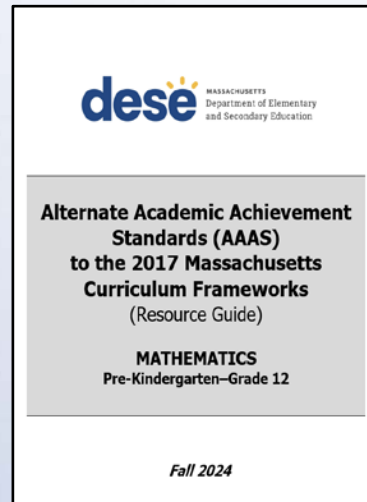 dese
MASSACHUSETTS
Department of Elementary
and Secondary Education
Alternate Academic Achievement
Standards (AAAS)
to the 2017 Massachusetts
Curriculum Frameworks
(Resource Guide)
MATHEMATICS
Pre-Kindergarten–Grade 12
Fall 2024